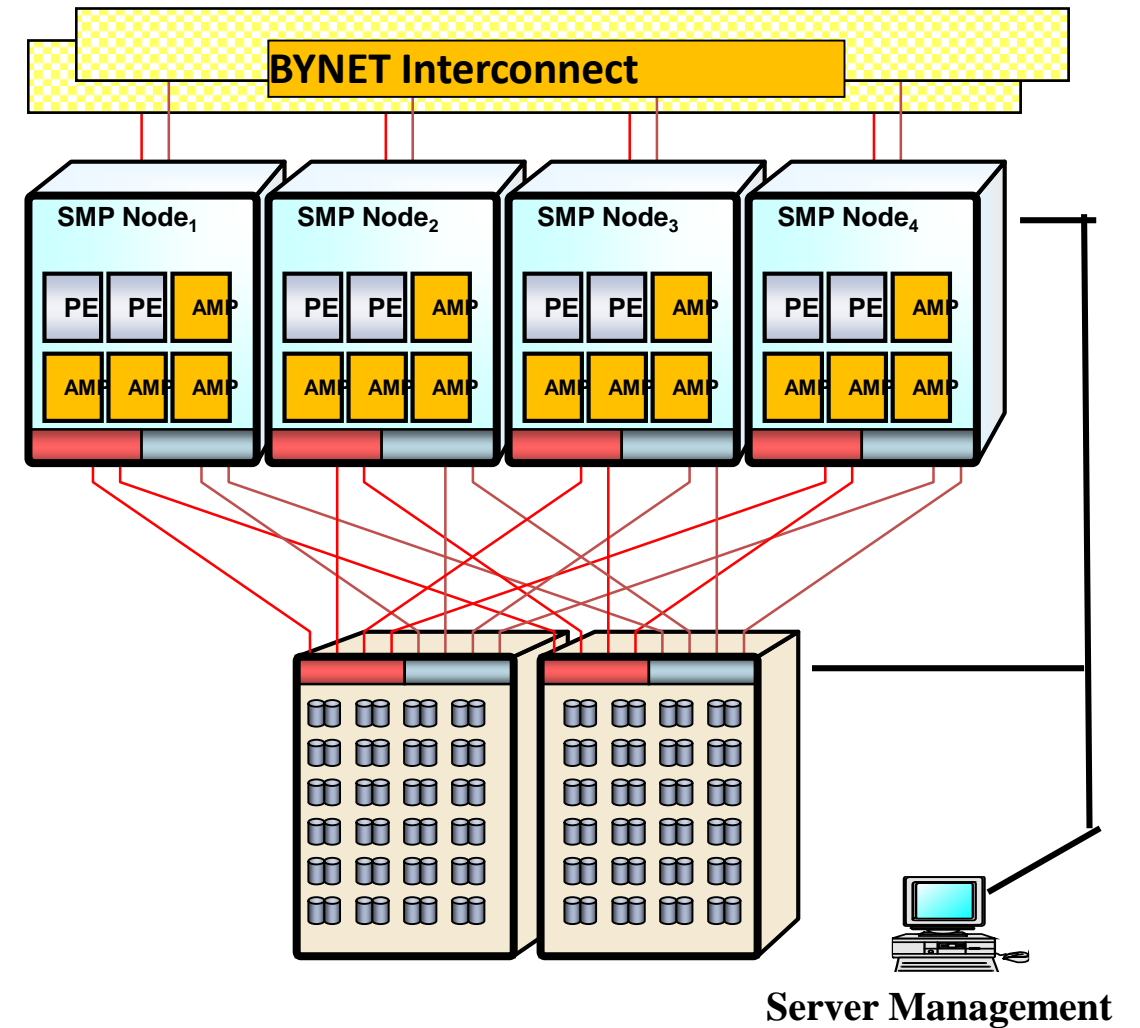 BYNET Interconnect
SMP Node₁ SMP Node₂ SMP Node₃ SMP Node₄
PE PE AMP PE PE AMP PE PE AMP PE PE AMP
AMP AMP AMP AMP AMP AMP AMP AMP AMP AMP AMP AMP
Server Management